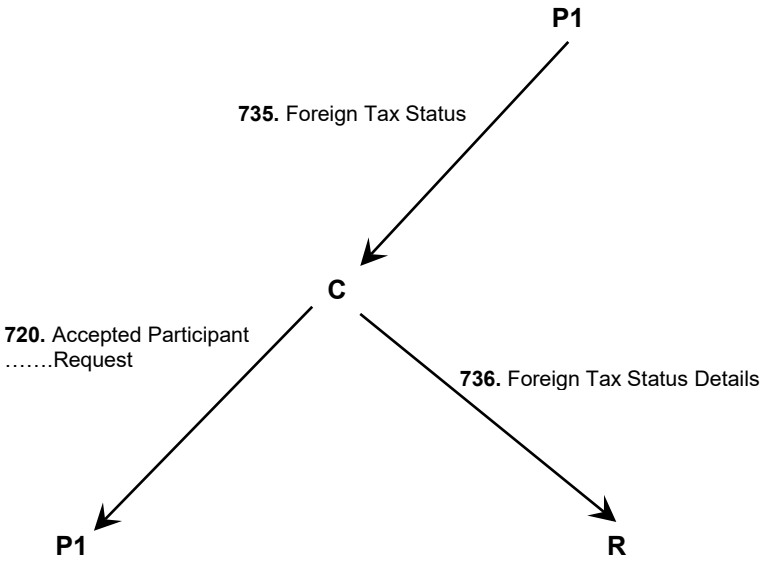 P1
735. Foreign Tax Status
C
720. Accepted Participant
…….Request
736. Foreign Tax Status Details
P1
R